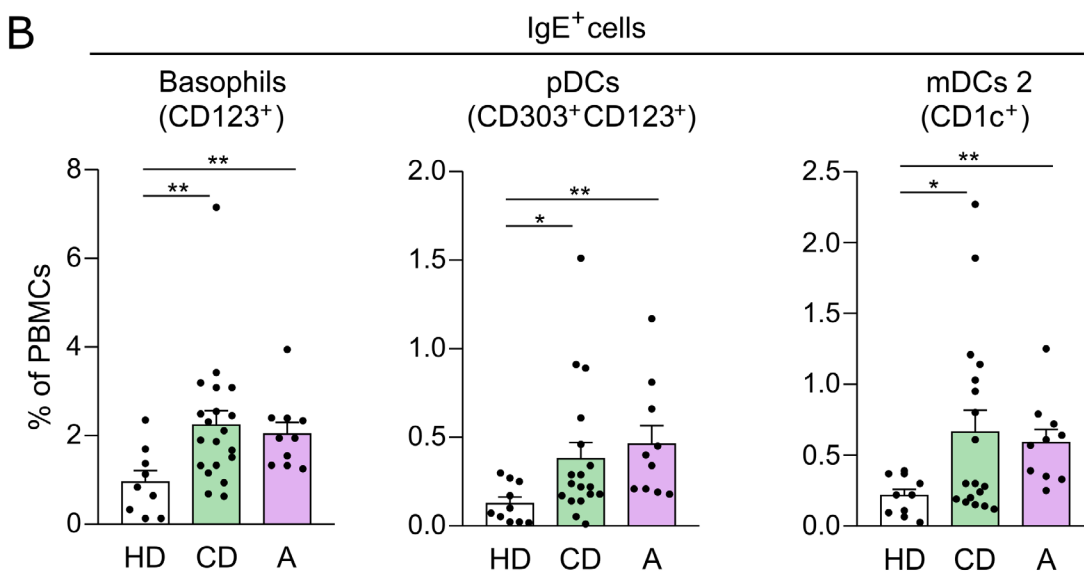 B
IgE⁺ cells
Basophils
(CD123⁺)
pDCs
(CD303⁺CD123⁺)
mDCs 2
(CD1c⁺)
% of PBMCs
8
6
4
2
0
**
**
HD CD A
2.0
1.5
1.0
0.5
0.0
**
*
HD CD A
2.5
2.0
1.5
1.0
0.5
0.0
**
*
HD CD A